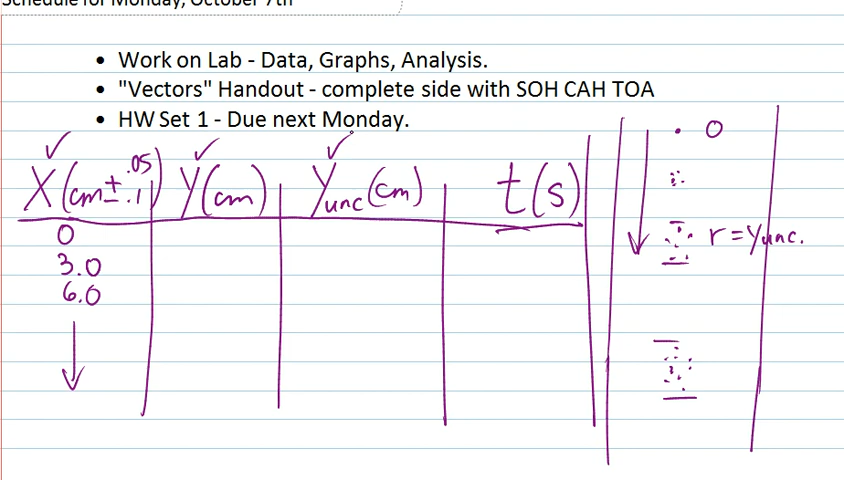 Schedule for Monday, October 7th
• Work on Lab - Data, Graphs, Analysis.
• "Vectors" Handout - complete side with SOH CAH TOA
• HW Set 1 - Due next Monday.
0
✓ ✓ ✓
.05
X (cm ± .1) Y (cm) Yunc (cm) t (s)
0
r = Yunc.
3.0
6.0